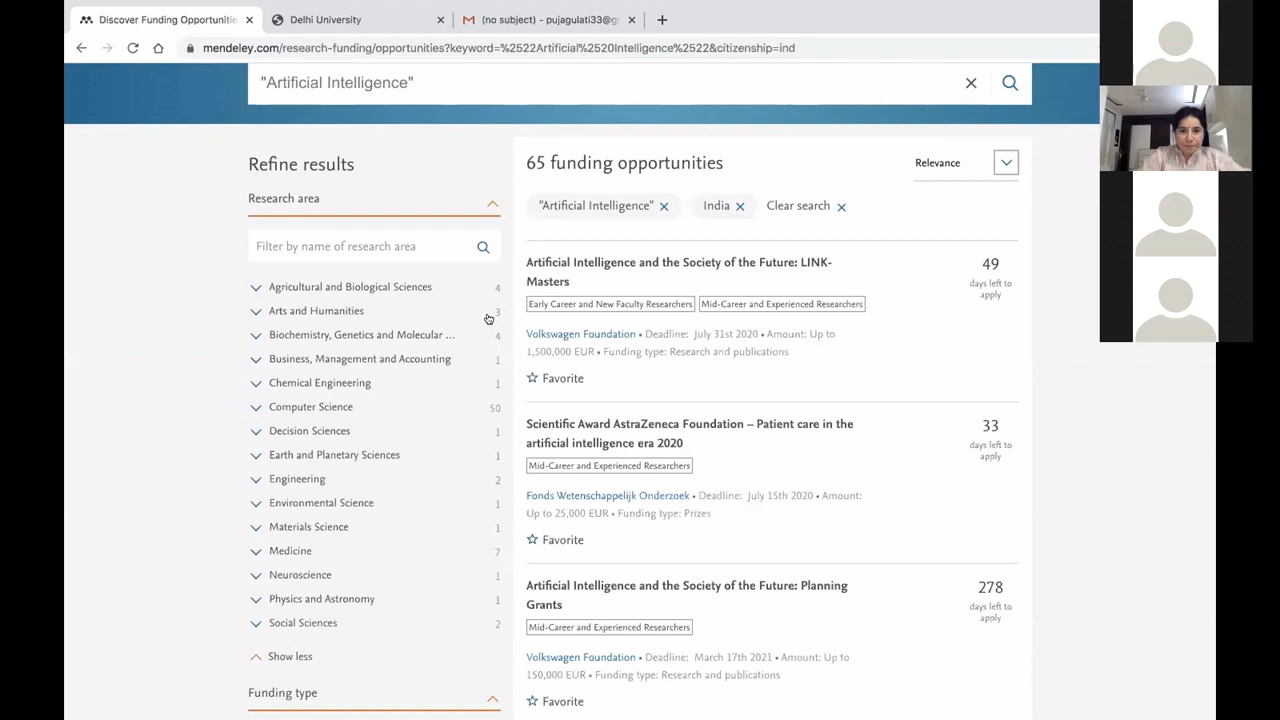 Discover Funding Opportunitie
Delhi University
(no subject) - pujagulati33@g
mendeley.com/research-funding/opportunities?keyword=%2522Artificial%2520Intelligence%2522&citizenship=ind
"Artificial Intelligence"
Refine results
Research area
Filter by name of research area
Agricultural and Biological Sciences 4
Arts and Humanities 3
Biochemistry, Genetics and Molecular ... 4
Business, Management and Accounting 1
Chemical Engineering 1
Computer Science 50
Decision Sciences 1
Earth and Planetary Sciences 1
Engineering 2
Environmental Science 1
Materials Science 1
Medicine 7
Neuroscience 1
Physics and Astronomy 1
Social Sciences 2
Show less
Funding type
65 funding opportunities
Relevance
"Artificial Intelligence" India Clear search
Artificial Intelligence and the Society of the Future: LINK-
Masters
Early Career and New Faculty Researchers Mid-Career and Experienced Researchers
Volkswagen Foundation • Deadline: July 31st 2020 • Amount: Up to
1,500,000 EUR • Funding type: Research and publications
Favorite
49
days left to
apply
Scientific Award AstraZeneca Foundation – Patient care in the
artificial intelligence era 2020
Mid-Career and Experienced Researchers
Fonds Wetenschappelijk Onderzoek • Deadline: July 15th 2020 • Amount:
Up to 25,000 EUR • Funding type: Prizes
Favorite
33
days left to
apply
Artificial Intelligence and the Society of the Future: Planning
Grants
Mid-Career and Experienced Researchers
Volkswagen Foundation • Deadline: March 17th 2021 • Amount: Up to
150,000 EUR • Funding type: Research and publications
Favorite
278
days left to
apply